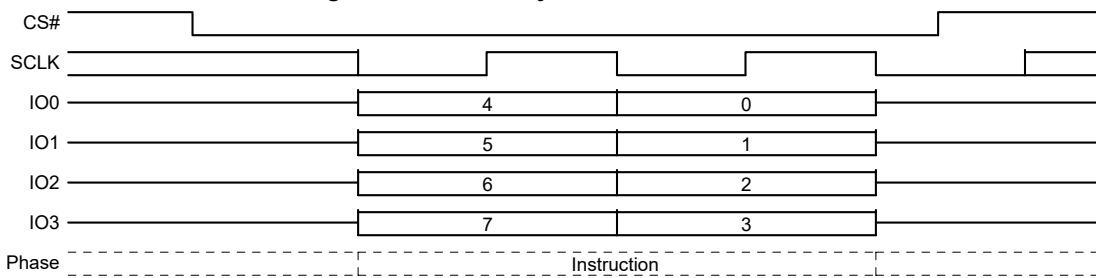 CS#
SCLK
IO0 4 0
IO1 5 1
IO2 6 2
IO3 7 3
Phase Instruction